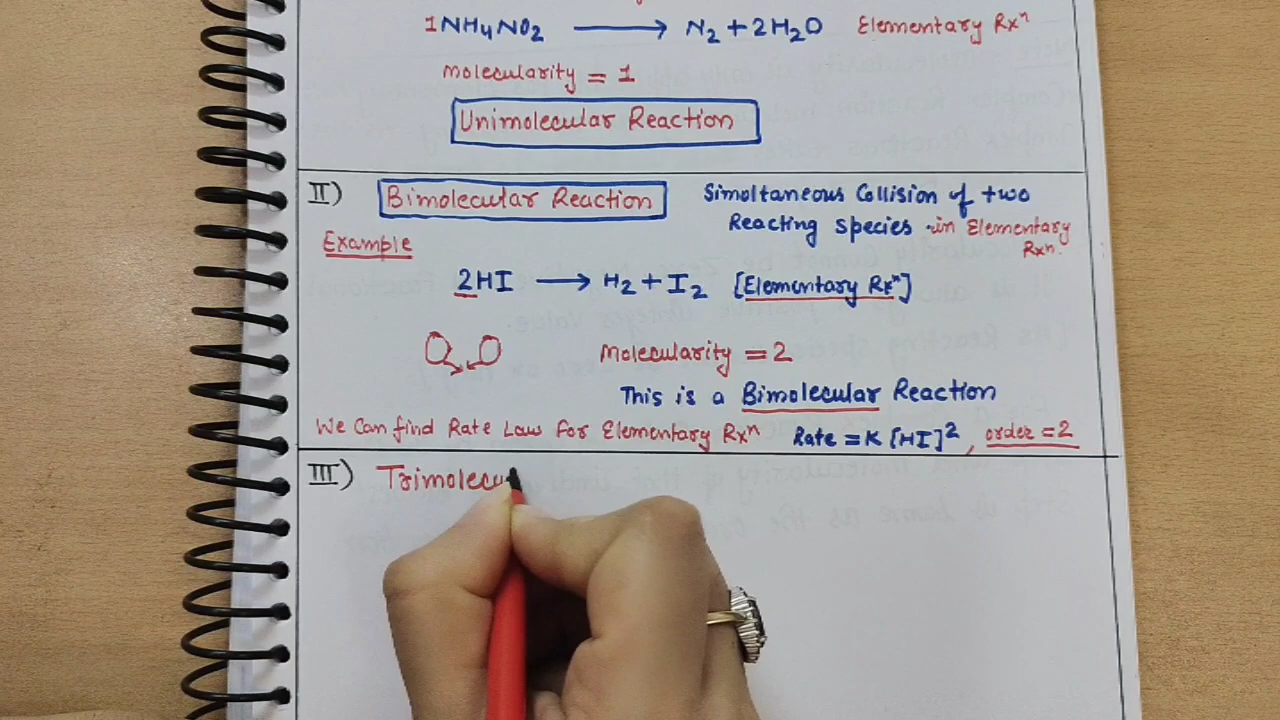 1NH4NO2 ⟶ N2 + 2H2O Elementary Rxn
Molecularity = 1
Unimolecular Reaction
II) Bimolecular Reaction Simultaneous Collision of two
Reacting species in Elementary
Rxn.
Example
2HI ⟶ H2 + I2 [Elementary Rxn]
Molecularity = 2
This is a Bimolecular Reaction
We Can find Rate Law For Elementary Rxn Rate = K [HI]2, order = 2
III) Trimolecu